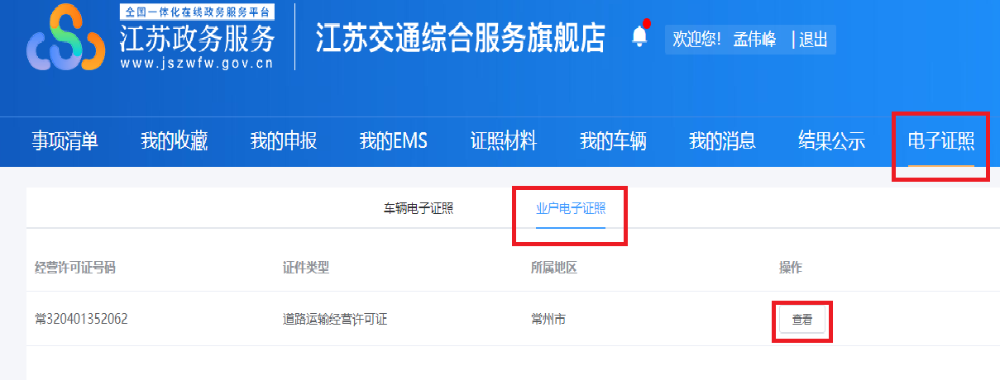 全国一体化在线政务服务平台
江苏政务服务
www.jszwfw.gov.cn
江苏交通综合服务旗舰店
欢迎您! 孟伟峰 | 退出
事项清单 我的收藏 我的申报 我的EMS 证照材料 我的车辆 我的消息 结果公示 电子证照
车辆电子证照 业户电子证照
经营许可证号码 证件类型 所属地区 操作
常320401352062 道路运输经营许可证 常州市 查看